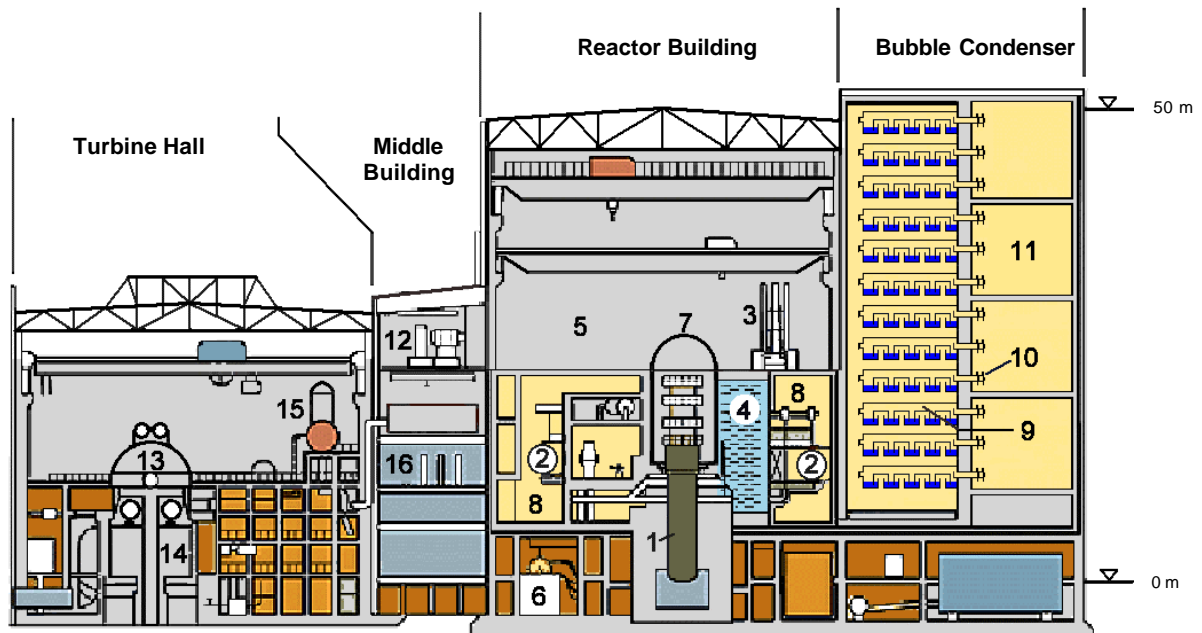 Reactor Building
Bubble Condenser
Turbine Hall
Middle
Building
50 m
11
12
5
7
3
10
15
4
8
9
13
16
2
2
8
14
1
6
0 m